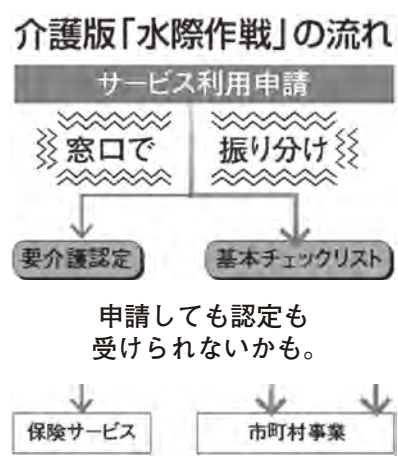 介護版「水際作戦」の流れ
サービス利用申請
窓口で 振り分け
要介護認定 基本チェックリスト
申請しても認定も
受けられないかも。
保険サービス 市町村事業